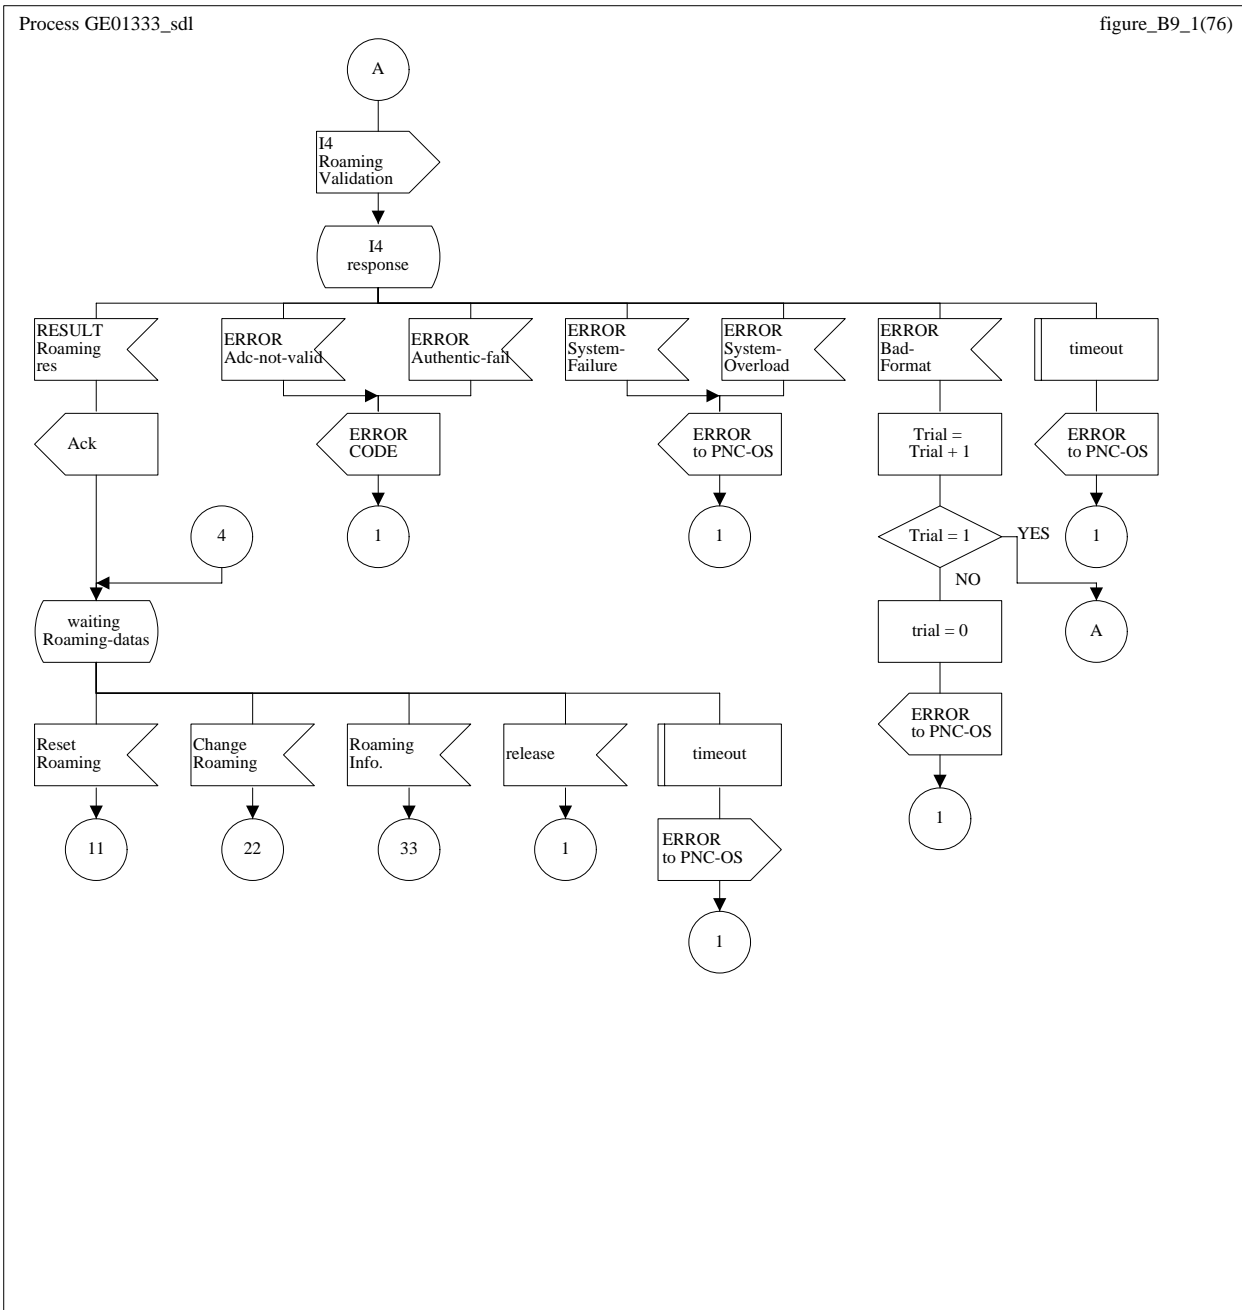 Process GE01333_sdl
figure_B9_1(76)
A
I4
Roaming
Validation
I4
response
RESULT
Roaming
res
ERROR
Adc-not-valid
ERROR
Authentic-fail
ERROR
System-
Failure
ERROR
System-
Overload
ERROR
Bad-
Format
timeout
Ack
ERROR
CODE
ERROR
to PNC-OS
Trial =
Trial + 1
ERROR
to PNC-OS
4
1
1
Trial = 1
YES
1
NO
waiting
Roaming-datas
trial = 0
A
Reset
Roaming
Change
Roaming
Roaming
Info.
release
timeout
ERROR
to PNC-OS
11
22
33
1
ERROR
to PNC-OS
1
1